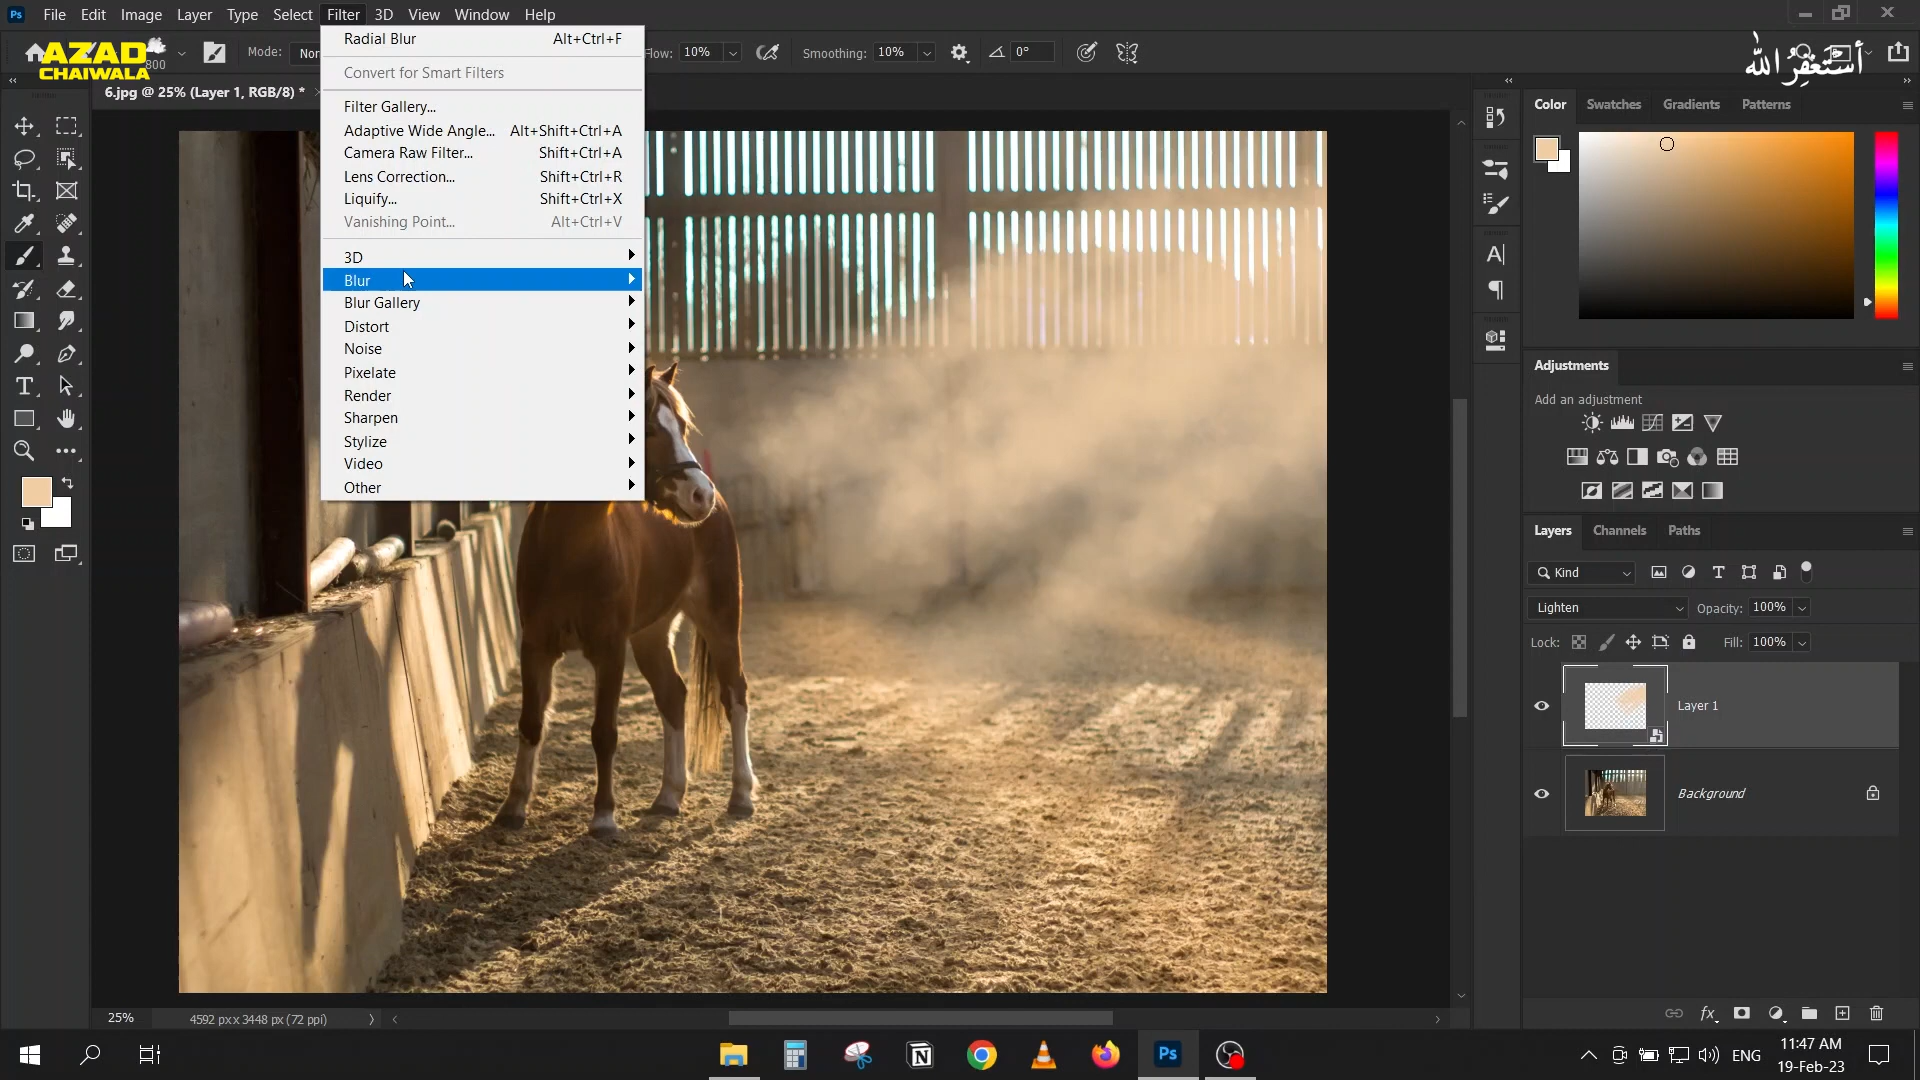 Ps File Edit Image Layer Type Select Filter 3D View Window Help
AZAD
CHAIWALA
800
Mode:
Flow: 10%
Smoothing: 10%
0°
أستغفر الله
6.jpg @ 25% (Layer 1, RGB/8) *
Radial Blur Alt+Ctrl+F
Convert for Smart Filters
Filter Gallery...
Adaptive Wide Angle... Alt+Shift+Ctrl+A
Camera Raw Filter... Shift+Ctrl+A
Lens Correction... Shift+Ctrl+R
Liquify... Shift+Ctrl+X
Vanishing Point... Alt+Ctrl+V
3D
Blur
Blur Gallery
Distort
Noise
Pixelate
Render
Sharpen
Stylize
Video
Other
Color Swatches Gradients Patterns
Adjustments
Add an adjustment
Layers Channels Paths
Kind
Lighten Opacity: 100%
Lock: Fill: 100%
Layer 1
Background
25% 4592 px x 3448 px (72 ppi)
ENG
11:47 AM
19-Feb-23